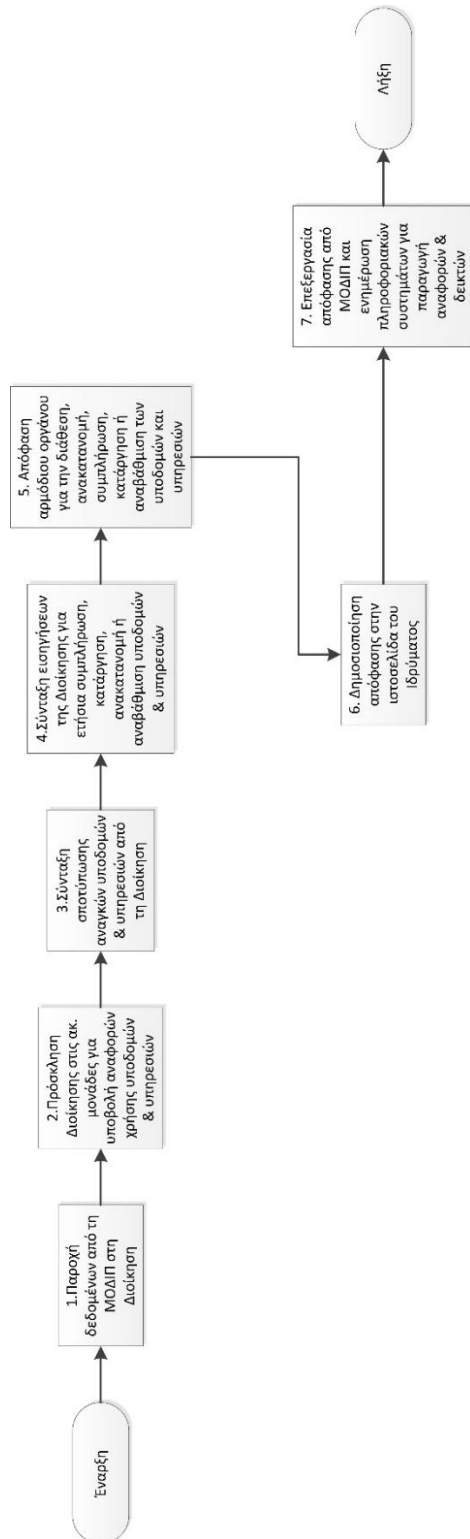 Έναρξη
1.Παροχή
δεδομένων από τη
ΜΟΔΙΠ στη
Διοίκηση
2.Πρόσκληση
Διοίκησης στις ακ.
μονάδες για
υποβολή αναφορών
χρήσης υποδομών
& υπηρεσιών
3.Σύνταξη
σποτύπωσης
αναγκών υποδομών
& υπηρεσιών από
τη Διοίκηση
4.Σύνταξη εισηγήσεων
της Διοίκησης για
ετήσια συμπλήρωση,
κατάργηση,
ανακατανομή ή
αναβάθμιση υποδομών
& υπηρεσιών
5. Απόφαση
αρμόδιου οργάνου
για την διάθεση,
ανακατανομή,
συμπλήρωση,
κατάργηση ή
αναβάθμιση των
υποδομών και
υπηρεσιών
6. Δημοσιοποίηση
απόφασης στην
ιστοσελίδα του
Ιδρύματος
7. Επεξεργασία
απόφασης από
ΜΟΔΙΠ και
ενημέρωση
πληροφοριακών
συστημάτων για
παραγωγή
αναφορών &
δεικτών
Λήξη